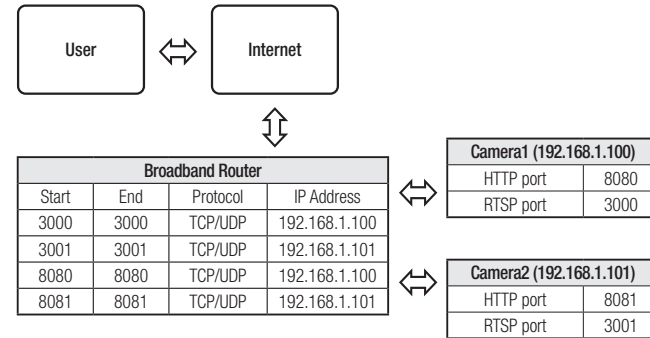 User
Internet
Broadband Router
Start End Protocol IP Address
3000 3000 TCP/UDP 192.168.1.100
3001 3001 TCP/UDP 192.168.1.101
8080 8080 TCP/UDP 192.168.1.100
8081 8081 TCP/UDP 192.168.1.101
Camera1 (192.168.1.100)
HTTP port 8080
RTSP port 3000
Camera2 (192.168.1.101)
HTTP port 8081
RTSP port 3001